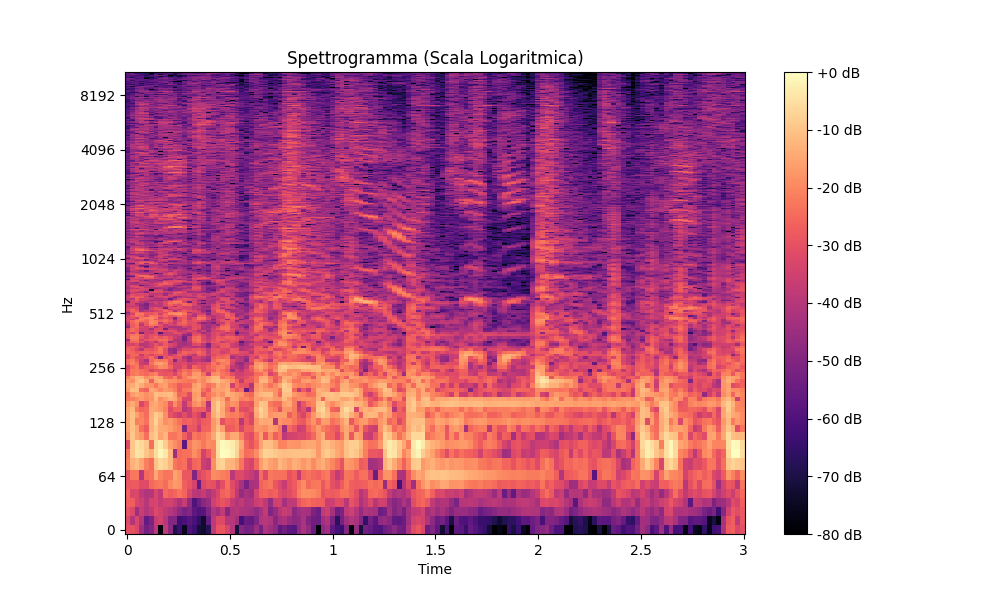 Spettrogramma (Scala Logaritmica)
Hz
8192
4096
2048
1024
512
256
128
64
0
0 0.5 1 1.5 2 2.5 3
Time
+0 dB
-10 dB
-20 dB
-30 dB
-40 dB
-50 dB
-60 dB
-70 dB
-80 dB